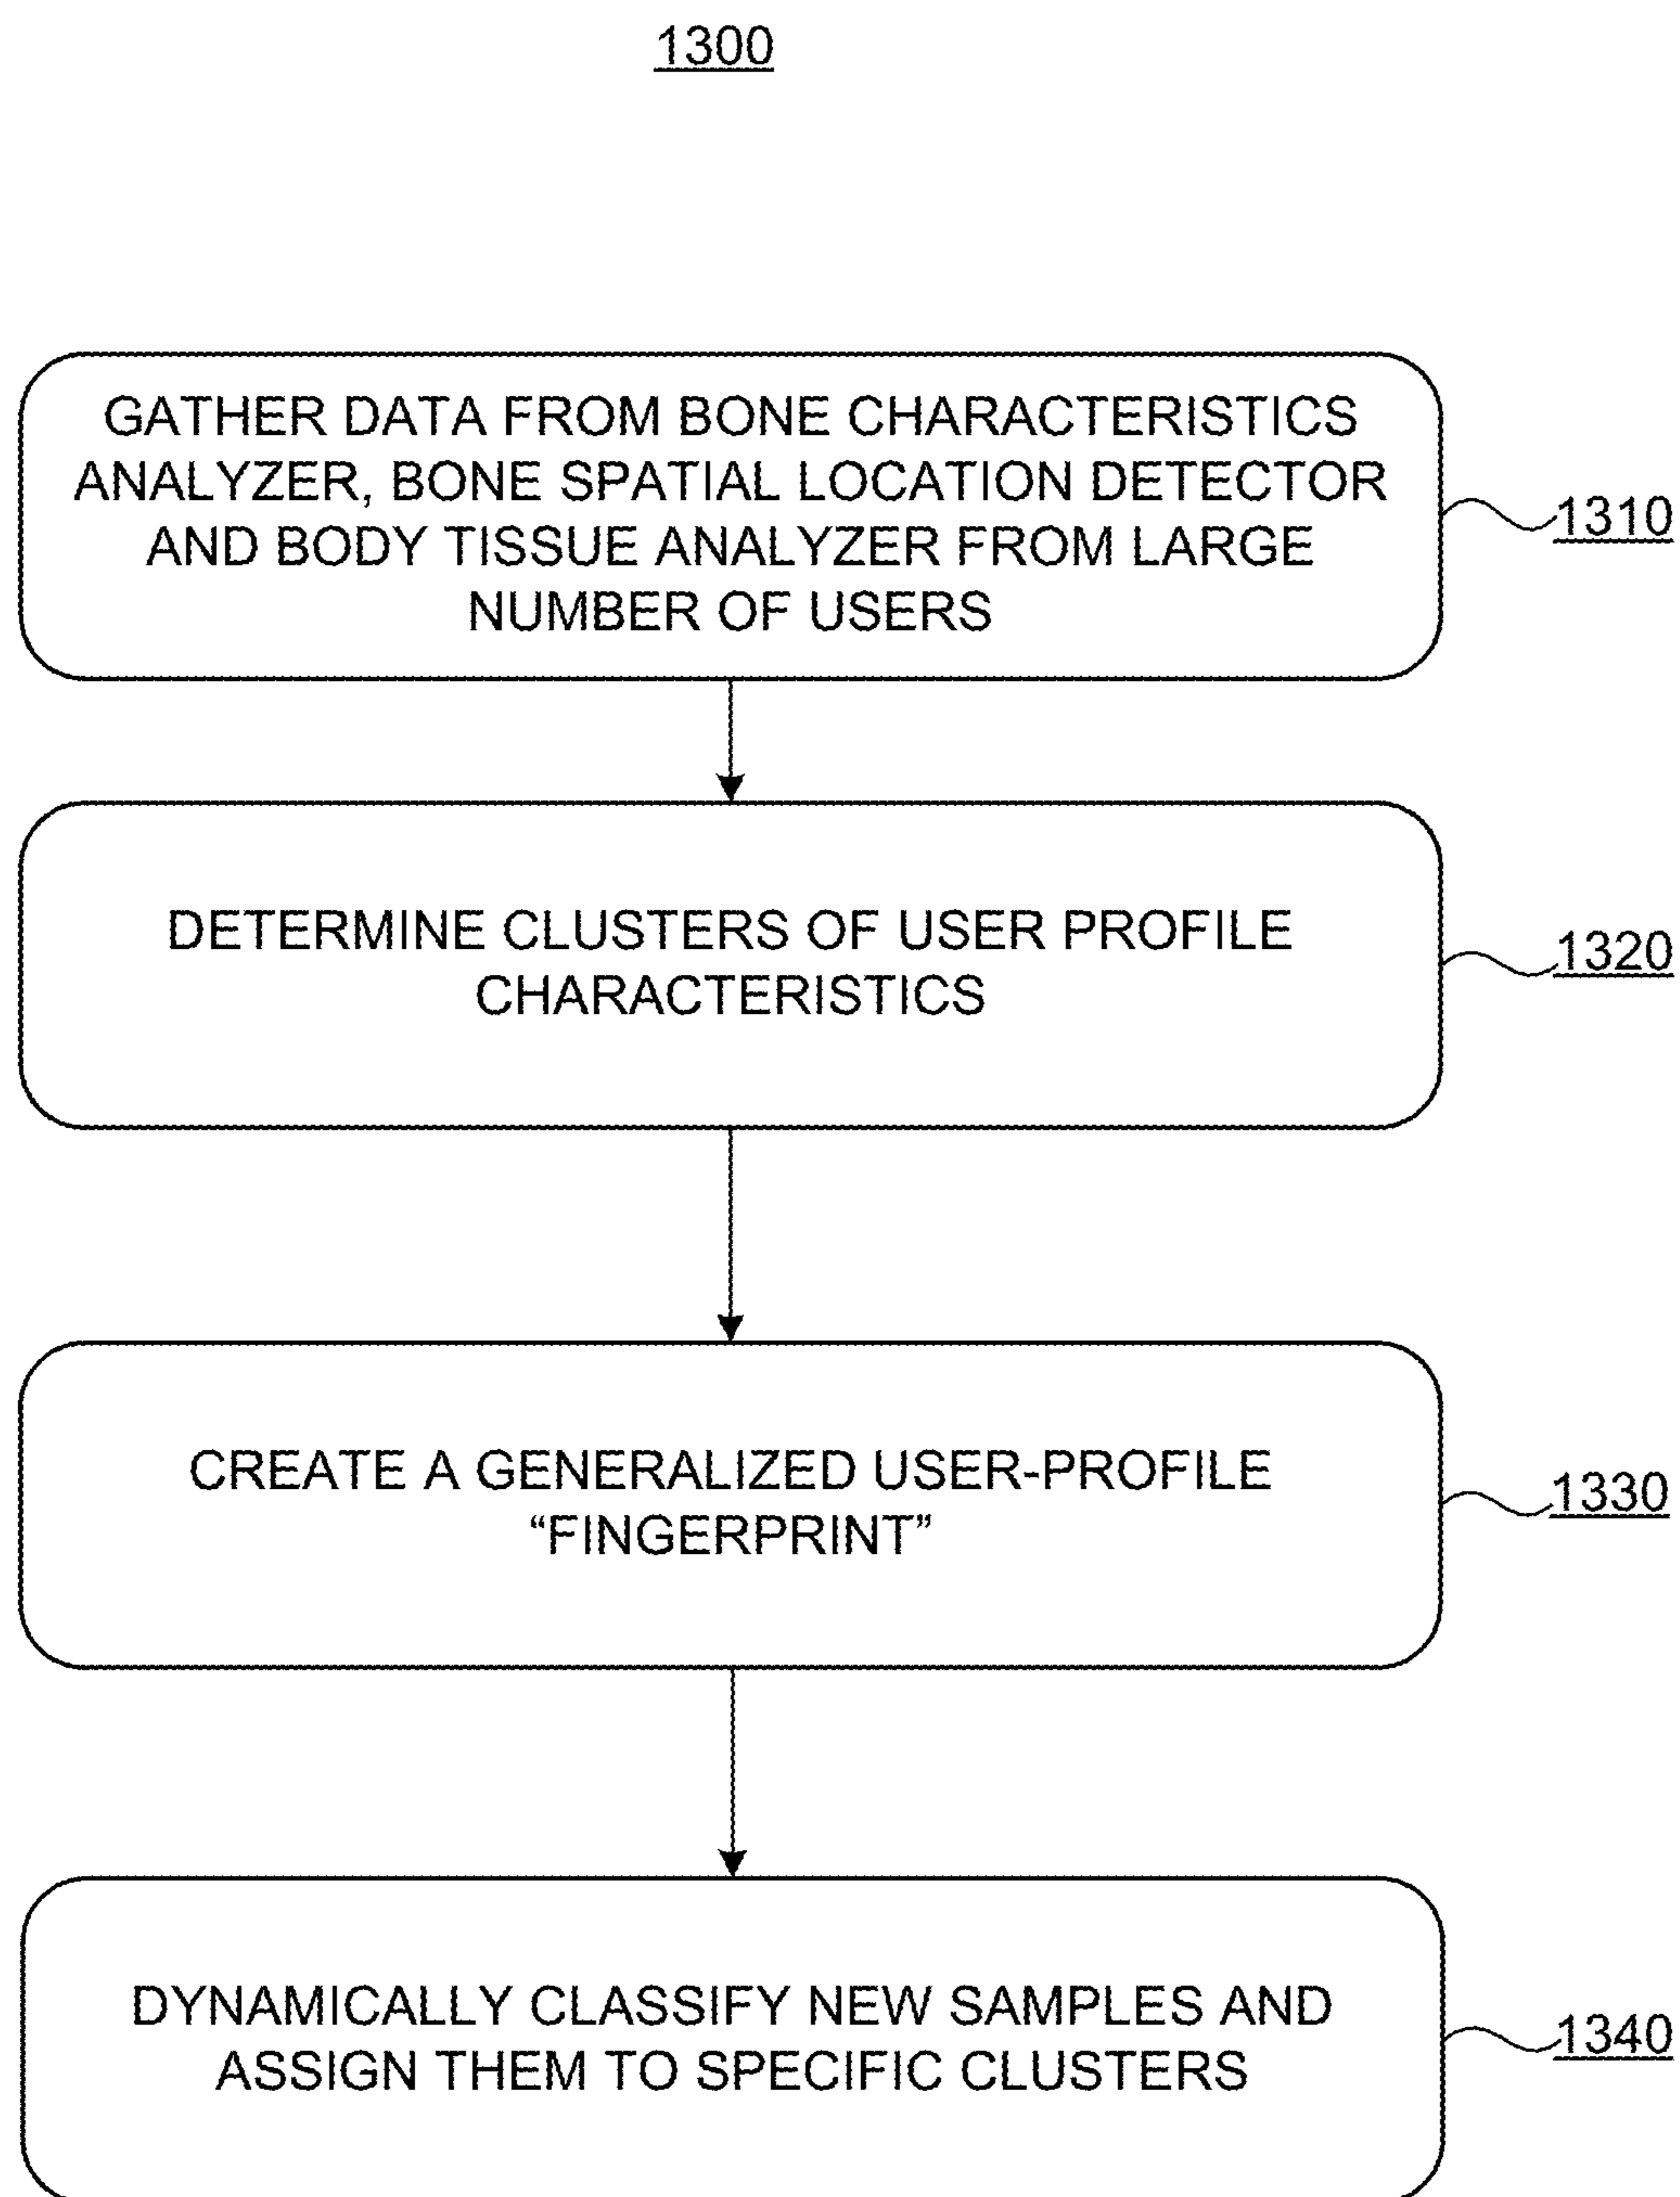 1300
GATHER DATA FROM BONE CHARACTERISTICS
ANALYZER, BONE SPATIAL LOCATION DETECTOR
AND BODY TISSUE ANALYZER FROM LARGE
NUMBER OF USERS
1310
DETERMINE CLUSTERS OF USER PROFILE
CHARACTERISTICS
1320
CREATE A GENERALIZED USER-PROFILE
“FINGERPRINT”
1330
DYNAMICALLY CLASSIFY NEW SAMPLES AND
ASSIGN THEM TO SPECIFIC CLUSTERS
1340